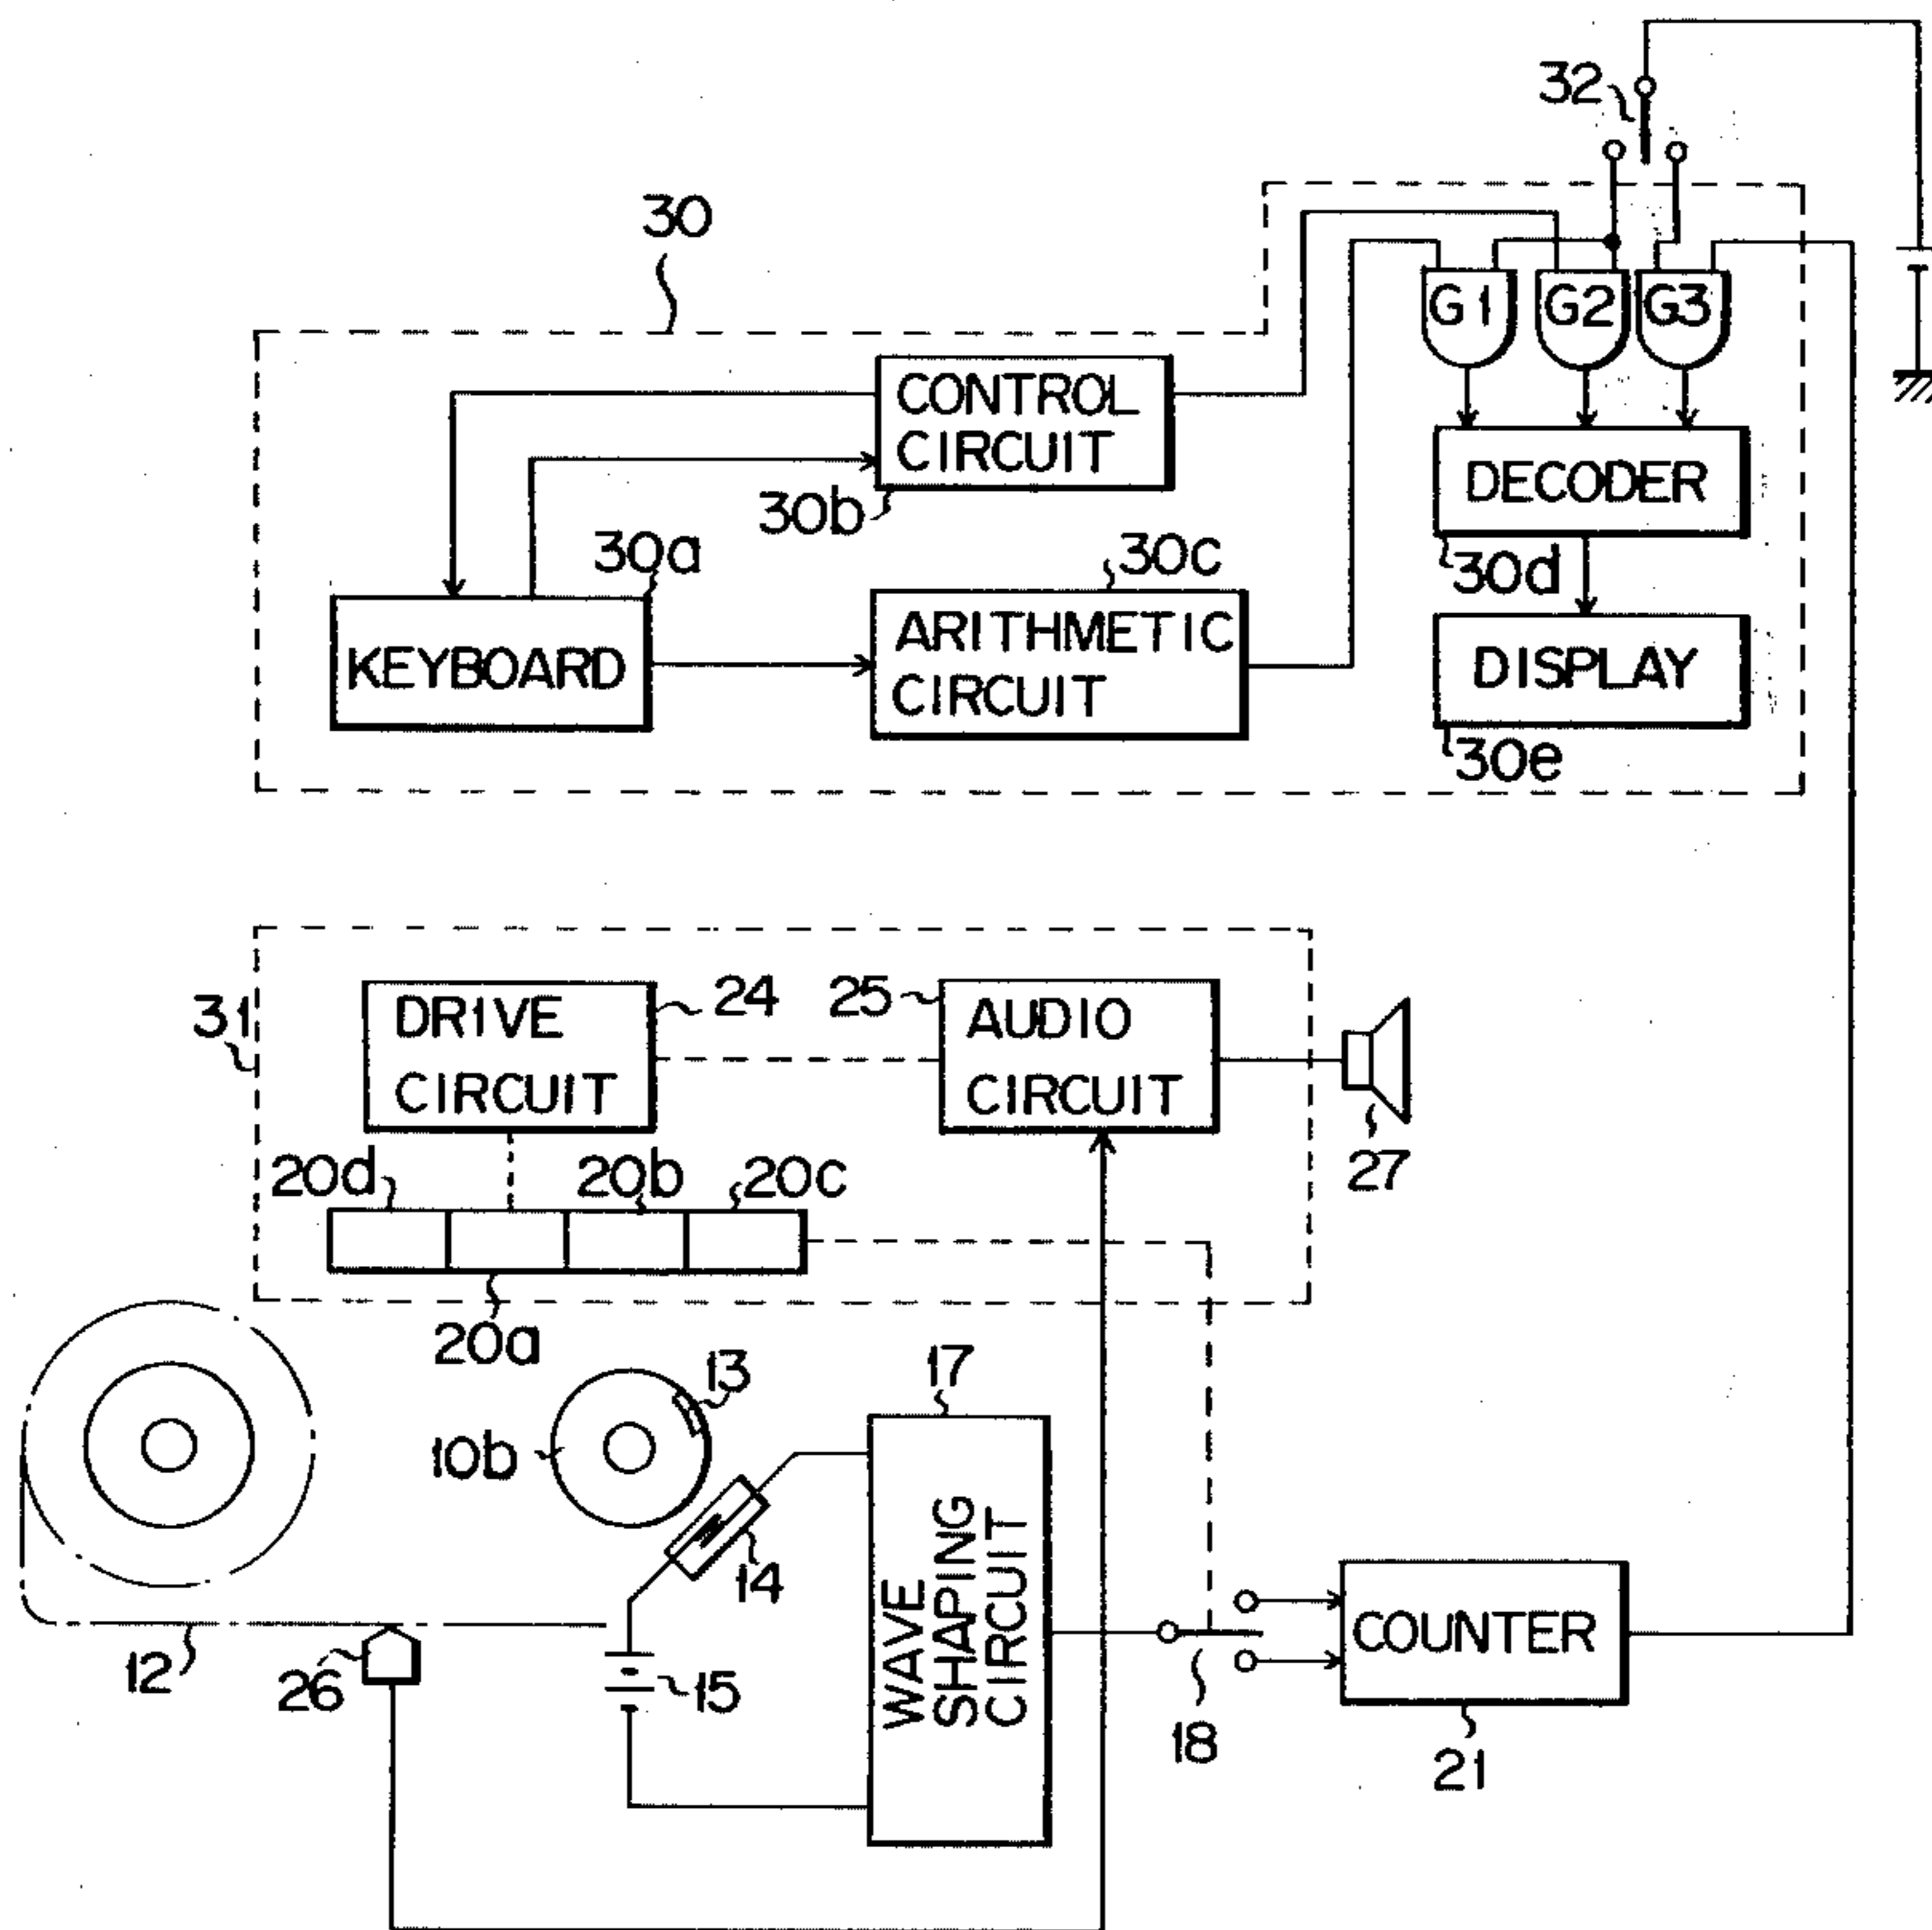 32
30
G1 G2 G3
CONTROL
CIRCUIT
30b
DECODER
30d
30a
30c
KEYBOARD
ARITHMETIC
CIRCUIT
DISPLAY
30e
31
DRIVE
CIRCUIT
24
25
AUDIO
CIRCUIT
27
20d
20b
20c
20a
13
10b
17
14
WAVE
SHAPING
CIRCUIT
12
26
15
18
COUNTER
21